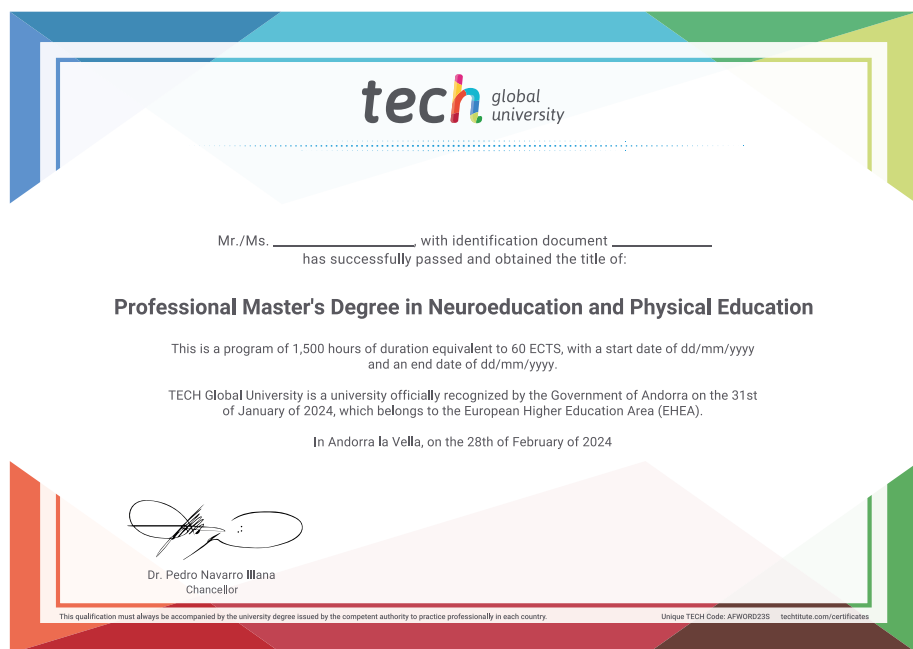 tech global
university
Mr./Ms. ____________________, with identification document ______________
has successfully passed and obtained the title of:
Professional Master's Degree in Neuroeducation and Physical Education
This is a program of 1,500 hours of duration equivalent to 60 ECTS, with a start date of dd/mm/yyyy
and an end date of dd/mm/yyyy.
TECH Global University is a university officially recognized by the Government of Andorra on the 31st
of January of 2024, which belongs to the European Higher Education Area (EHEA).
In Andorra la Vella, on the 28th of February of 2024
Dr. Pedro Navarro Illana
Chancellor
This qualification must always be accompanied by the university degree issued by the competent authority to practice professionally in each country.
Unique TECH Code: AFWORD23S techtitute.com/certificates